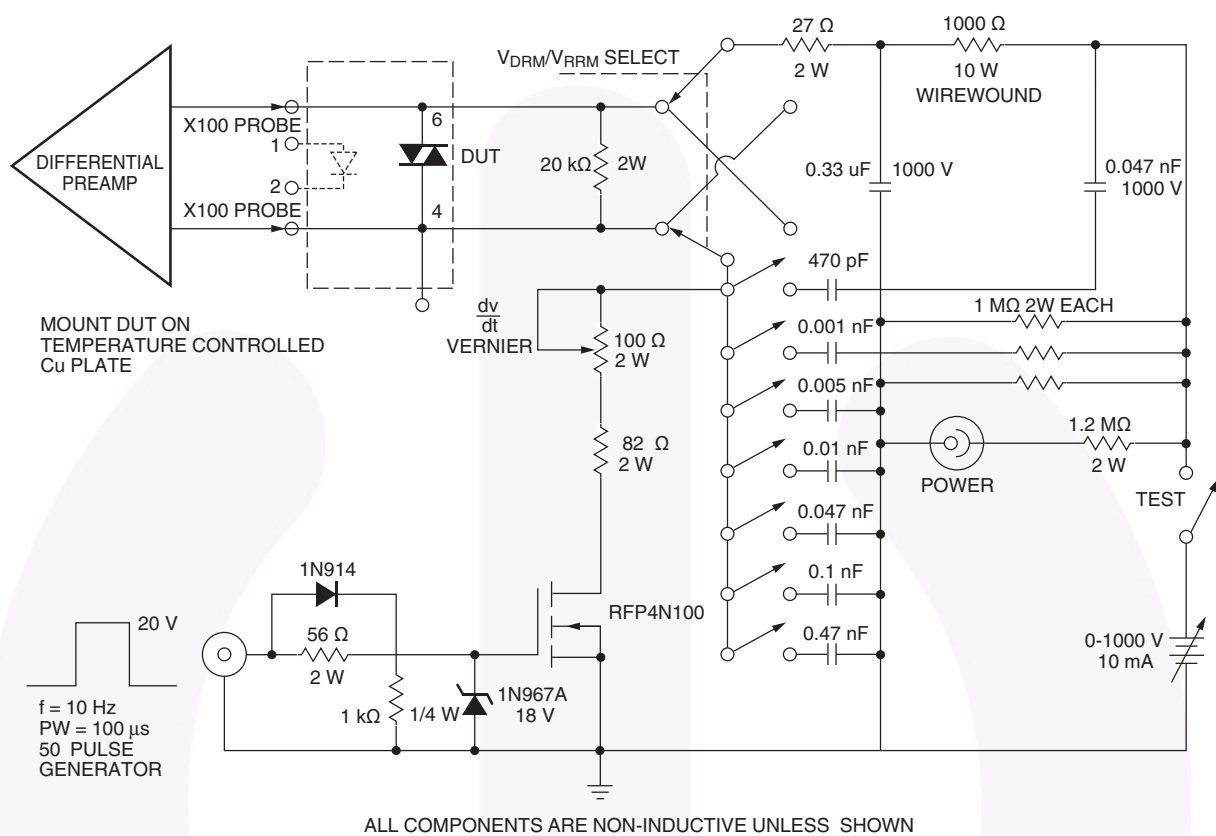 27 Ω
2 W
1000 Ω
10 W
WIREWOUND
VDRM/VRRM SELECT
X100 PROBE
1
2
X100 PROBE
DIFFERENTIAL
PREAMP
6
DUT
4
20 kΩ
2W
0.33 uF
1000 V
0.047 nF
1000 V
470 pF
MOUNT DUT ON
TEMPERATURE CONTROLLED
Cu PLATE
dv
dt
VERNIER
100 Ω
2 W
82 Ω
2 W
1 MΩ 2W EACH
0.001 nF
0.005 nF
0.01 nF
0.047 nF
0.1 nF
0.47 nF
1.2 MΩ
2 W
POWER
TEST
0-1000 V
10 mA
1N914
20 V
56 Ω
2 W
RFP4N100
1N967A
18 V
1 kΩ
1/4 W
f = 10 Hz
PW = 100 μs
50 PULSE
GENERATOR
ALL COMPONENTS ARE NON-INDUCTIVE UNLESS SHOWN